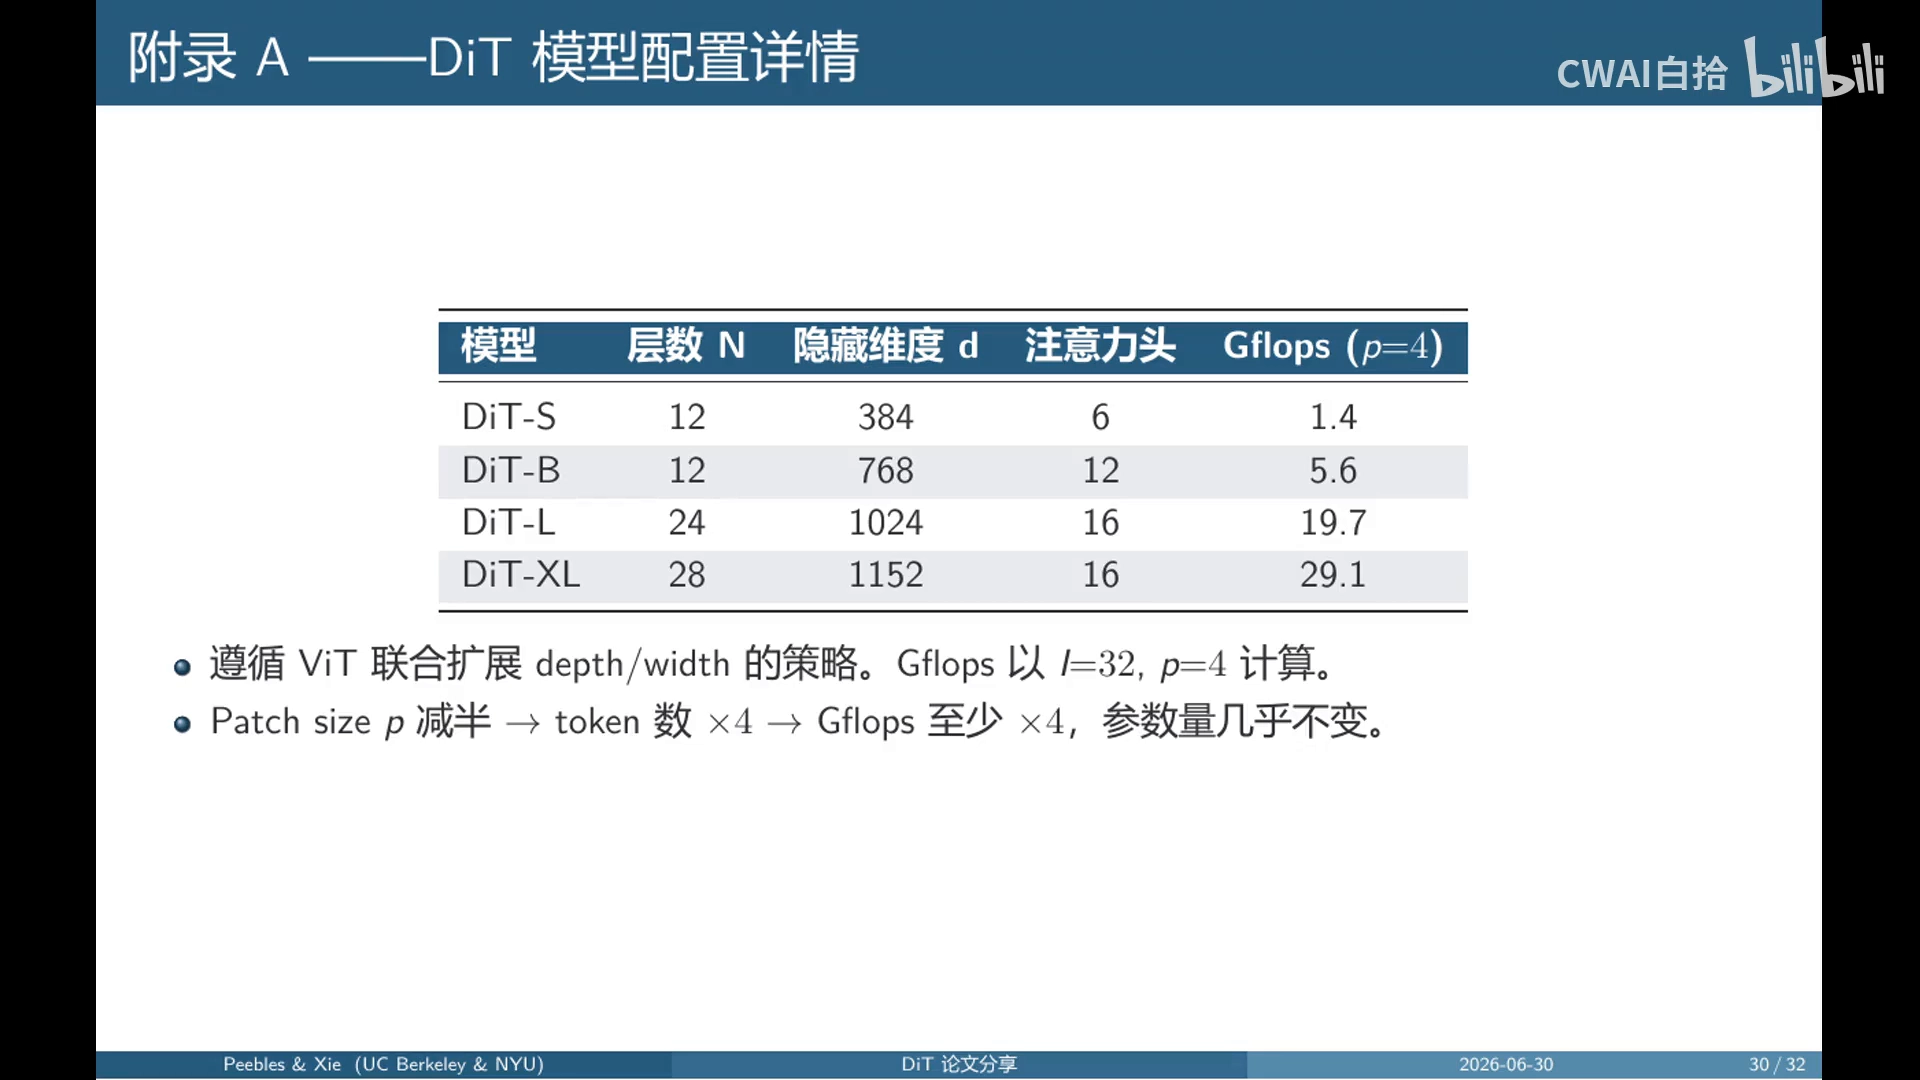 附录 A ——DiT 模型配置详情
CWAI白拾 bilibili
模型 层数 N 隐藏维度 d 注意力头 Gflops (p=4)
DiT-S 12 384 6 1.4
DiT-B 12 768 12 5.6
DiT-L 24 1024 16 19.7
DiT-XL 28 1152 16 29.1
遵循 ViT 联合扩展 depth/width 的策略。Gflops 以 I=32, p=4 计算。
Patch size p 减半 → token 数 ×4 → Gflops 至少 ×4，参数量几乎不变。
Peebles & Xie (UC Berkeley & NYU) DiT 论文分享 2026-06-30 30 / 32